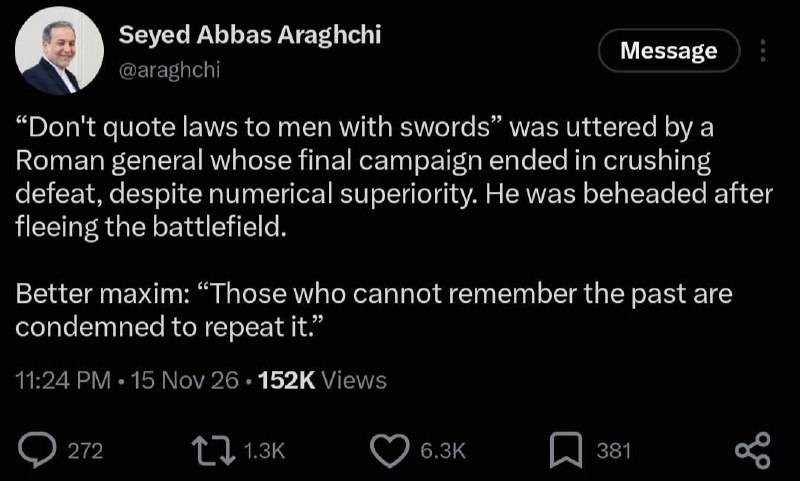 Seyed Abbas Araghchi
@araghchi
Message
“Don't quote laws to men with swords” was uttered by a
Roman general whose final campaign ended in crushing
defeat, despite numerical superiority. He was beheaded after
fleeing the battlefield.
Better maxim: “Those who cannot remember the past are
condemned to repeat it.”
11:24 PM • 15 Nov 26 • 152K Views
272
1.3K
6.3K
381